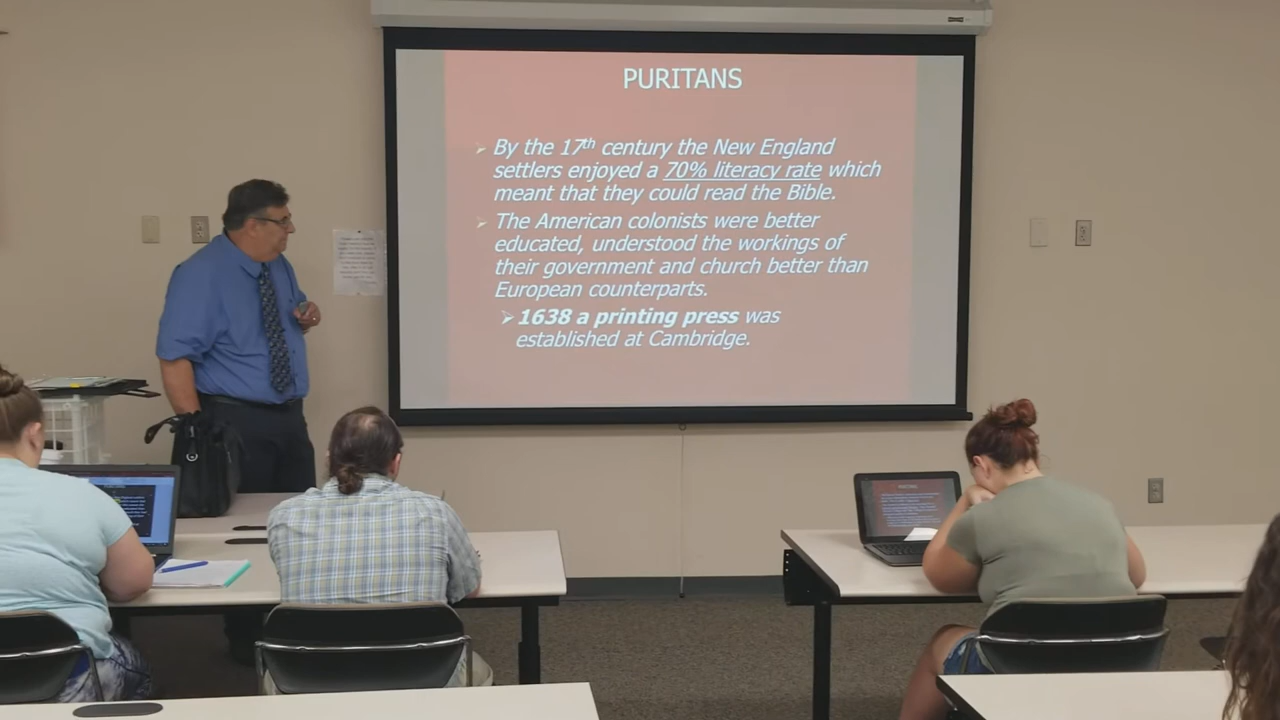 PURITANS
➢ By the 17th century the New England
settlers enjoyed a 70% literacy rate which
meant that they could read the Bible.
➢ The American colonists were better
educated, understood the workings of
their government and church better than
European counterparts.
➢ 1638 a printing press was
established at Cambridge.